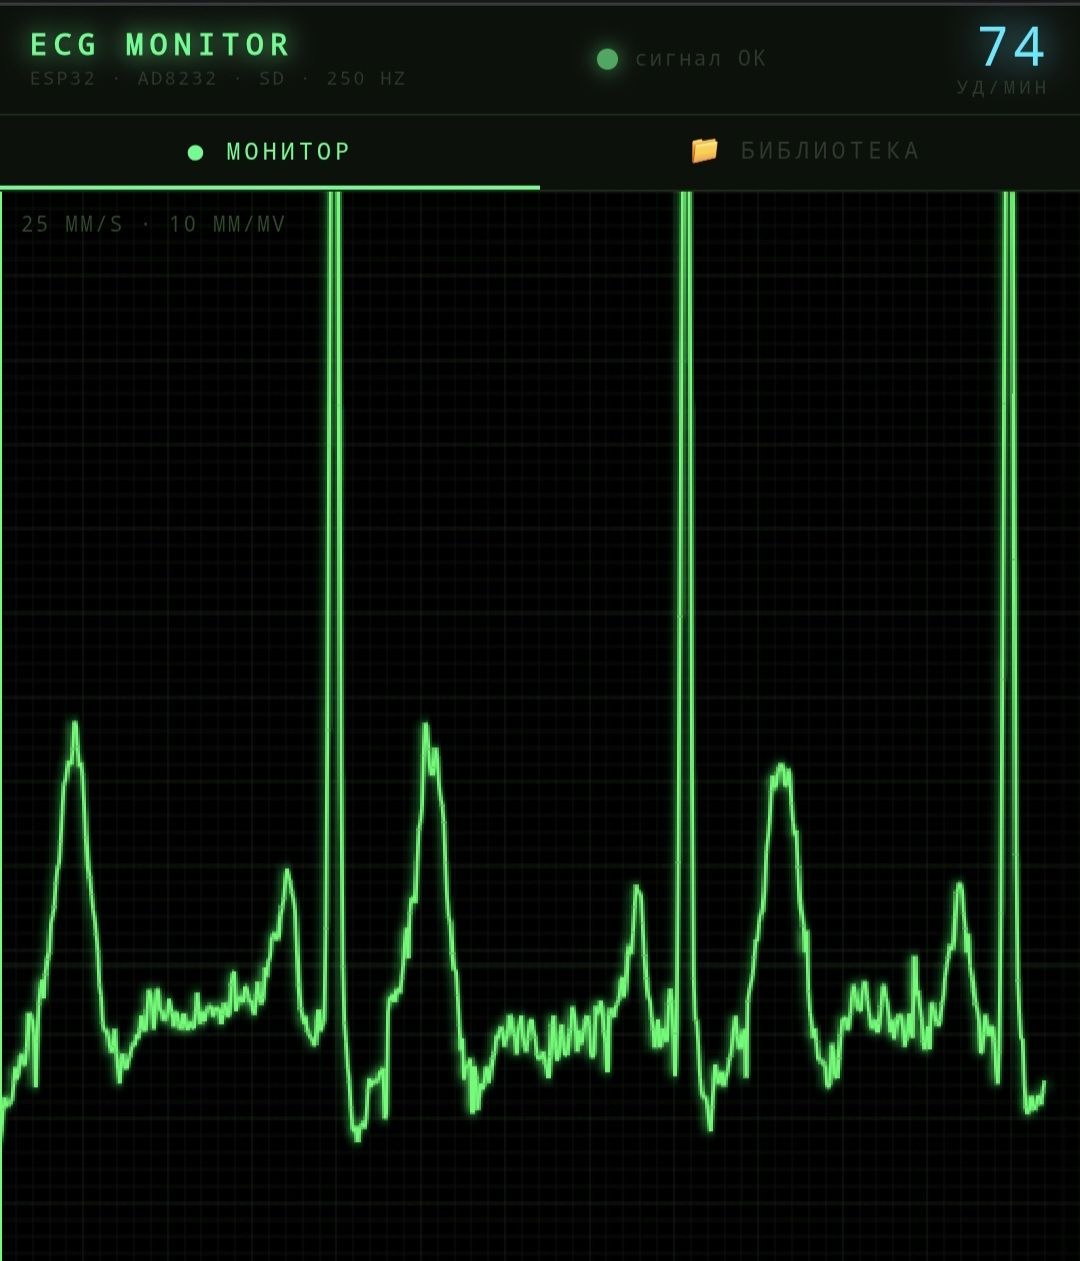 ECG MONITOR
ESP32 · AD8232 · SD · 250 HZ
сигнал OK
74
УД/МИН
МОНИТОР
БИБЛИОТЕКА
25 MM/S · 10 MM/MV